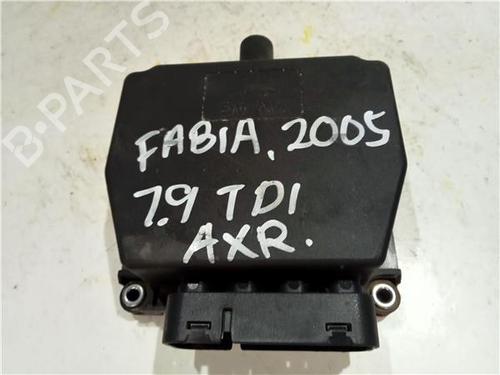 B-PARTS
FABIA. 2005
1.9 TDI
AXR.